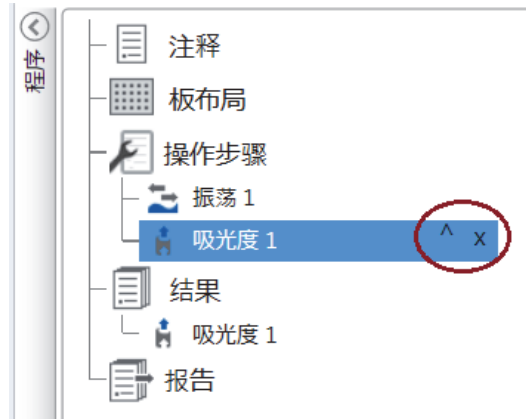 程序
注释
板布局
操作步骤
振荡 1
吸光度 1 ^ x
结果
吸光度 1
报告